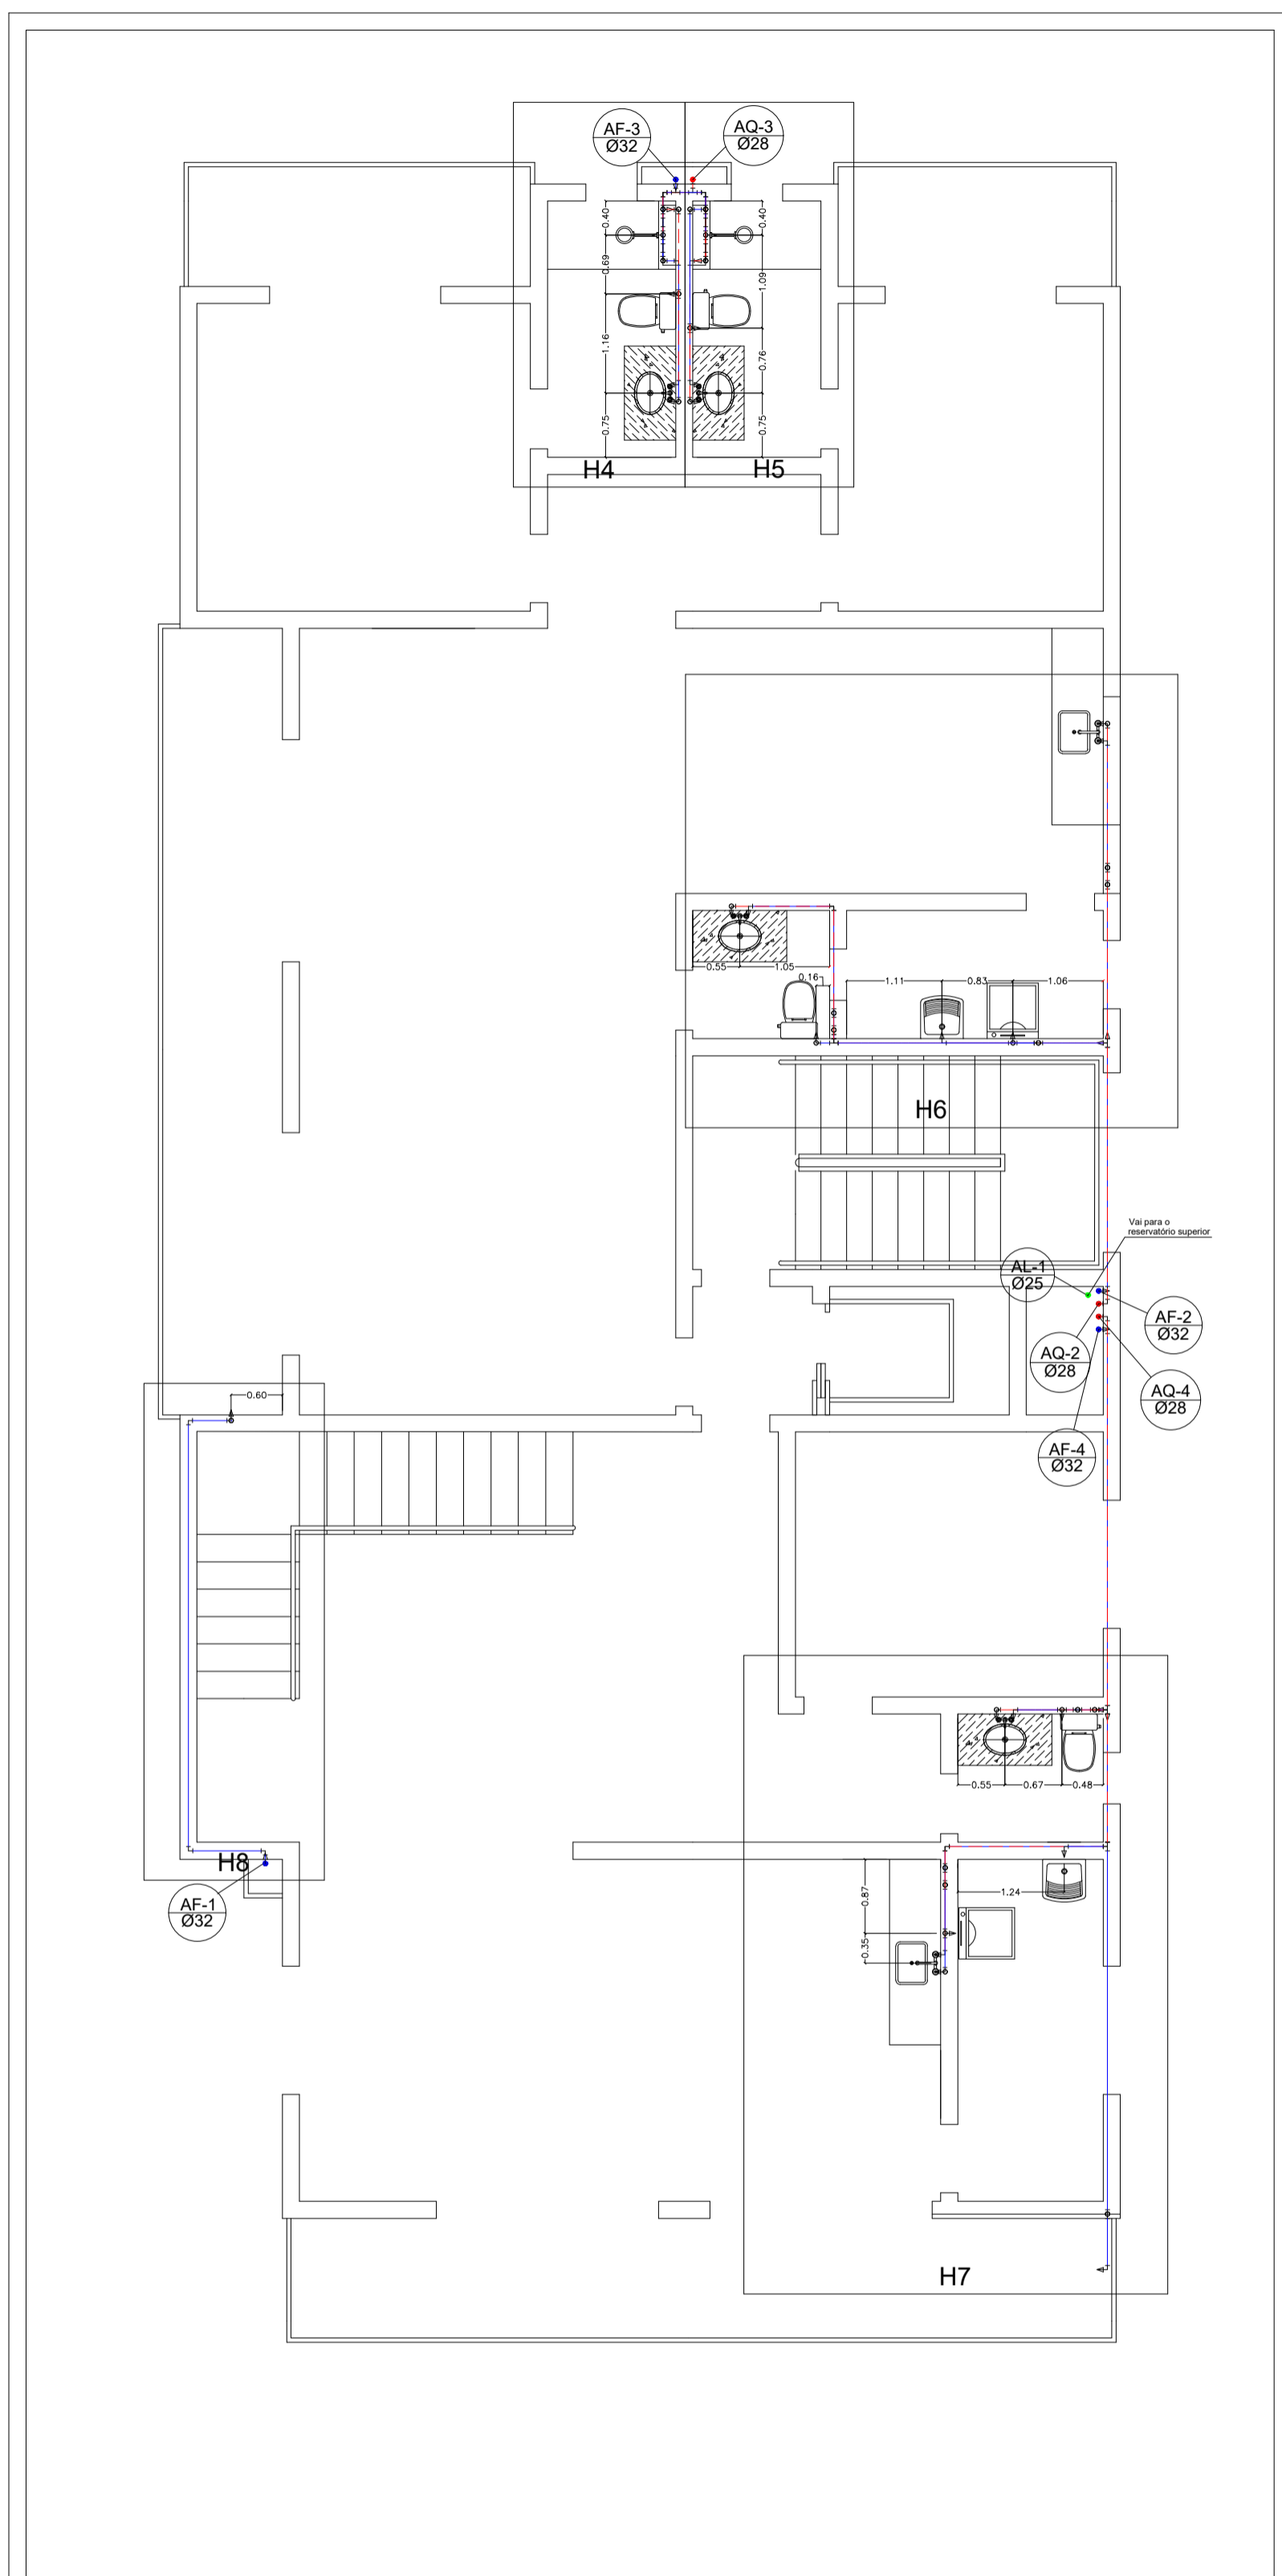 AF-3
Ø32
AQ-3
Ø28
0.40
0.40
0.69
1.09
1.16
0.76
0.75
0.75
H4
H5
0.55
1.05
0.16
1.11
0.83
1.06
H6
Vai para o
reservatório superior
AL-1
Ø25
AF-2
Ø32
AQ-2
Ø28
AQ-4
Ø28
0.60
AF-4
Ø32
0.55
0.67
0.48
H8
AF-1
Ø32
0.87
1.24
0.35
H7